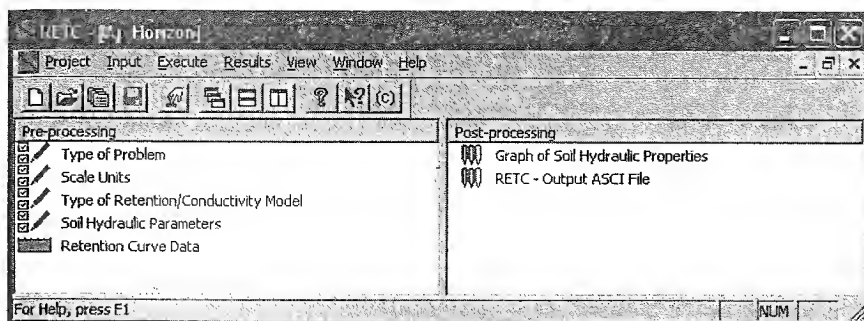 RETC - [Ap Horizon]
Project Input Execute Results View Window Help
? ? (C)
Pre-processing
Type of Problem
Scale Units
Type of Retention/Conductivity Model
Soil Hydraulic Parameters
Retention Curve Data
Post-processing
Graph of Soil Hydraulic Properties
RETC - Output ASCI File
For Help, press F1
NUM